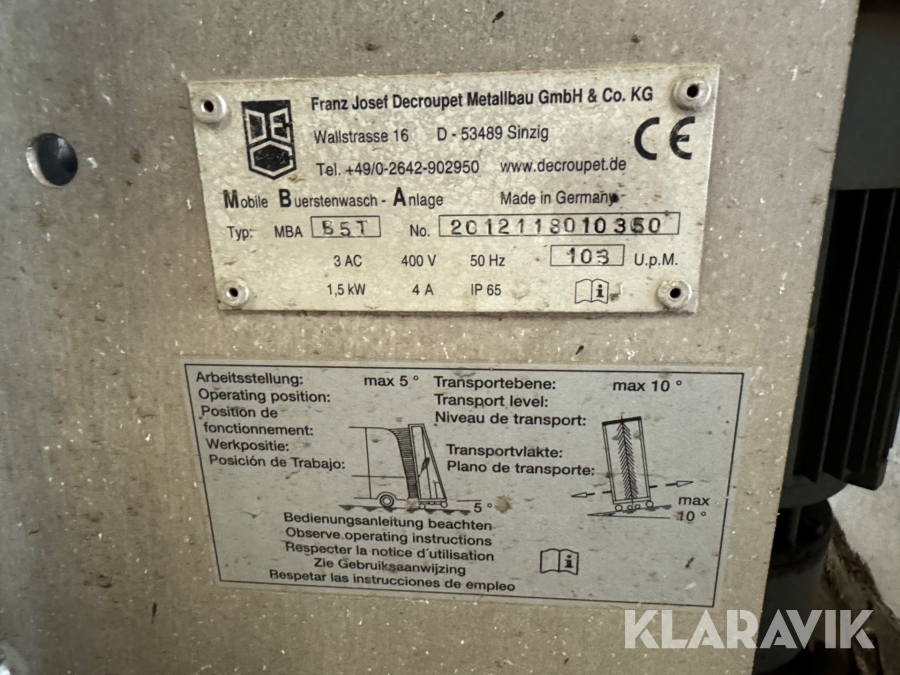 DE
Franz Josef Decroupet Metallbau GmbH & Co. KG
Wallstrasse 16 D - 53489 Sinzig
Tel. +49/0-2642-902950 www.decroupet.de
CE
Mobile Buerstenwasch - Anlage Made in Germany
Typ: MBA 55T No. 2012118010350
3 AC 400 V 50 Hz 103 U.p.M.
1,5 kW 4 A IP 65
Arbeitsstellung: max 5 °
Operating position:
Position de
fonctionnement:
Werkpositie:
Posición de Trabajo:
5 °
Transportebene: max 10 °
Transport level:
Niveau de transport:
Transportvlakte:
Plano de transporte:
max
10 °
Bedienungsanleitung beachten
Observe operating instructions
Respecter la notice d´utilisation
Zie Gebruiksaanwijzing
Respetar las instrucciones de empleo
KLARAVIK